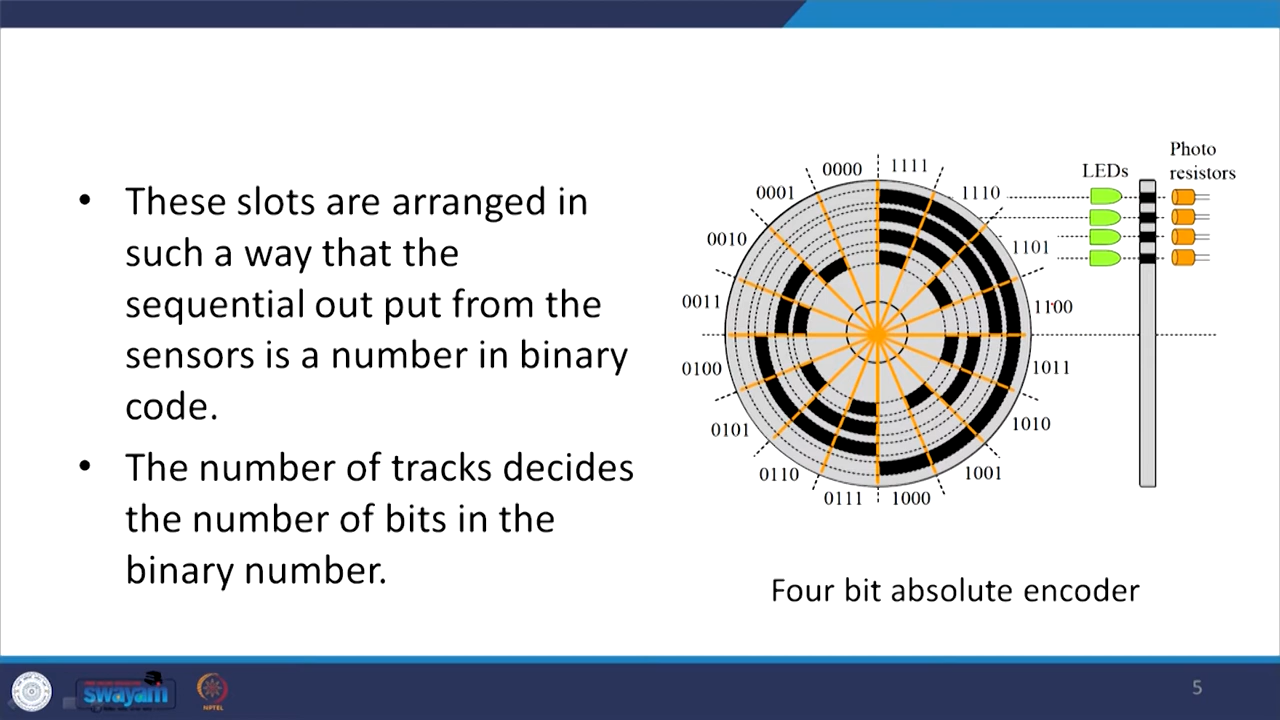 • These slots are arranged in
such a way that the
sequential out put from the
sensors is a number in binary
code.
• The number of tracks decides
the number of bits in the
binary number.
0000
1111
0001
1110
0010
1101
0011
1100
0100
1011
0101
1010
0110
1001
0111
1000
LEDs
Photo
resistors
Four bit absolute encoder
swayam
NPTEL
5